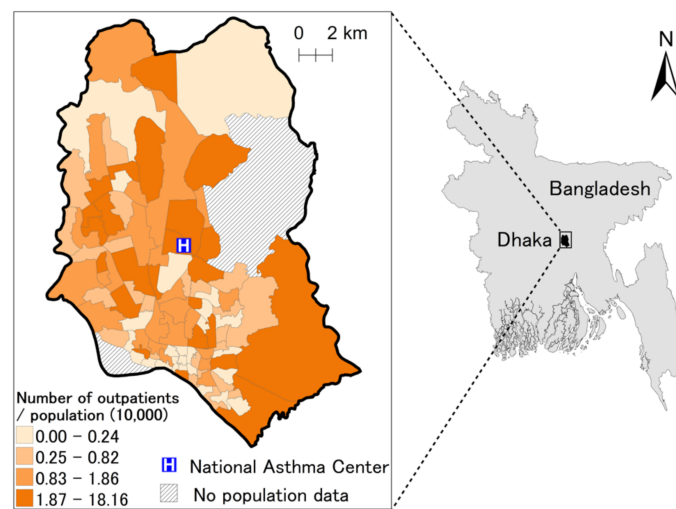 0 2 km
N
Bangladesh
Dhaka
Number of outpatients
/ population (10,000)
0.00 - 0.24
0.25 - 0.82
0.83 - 1.86
1.87 - 18.16
H
H National Asthma Center
No population data